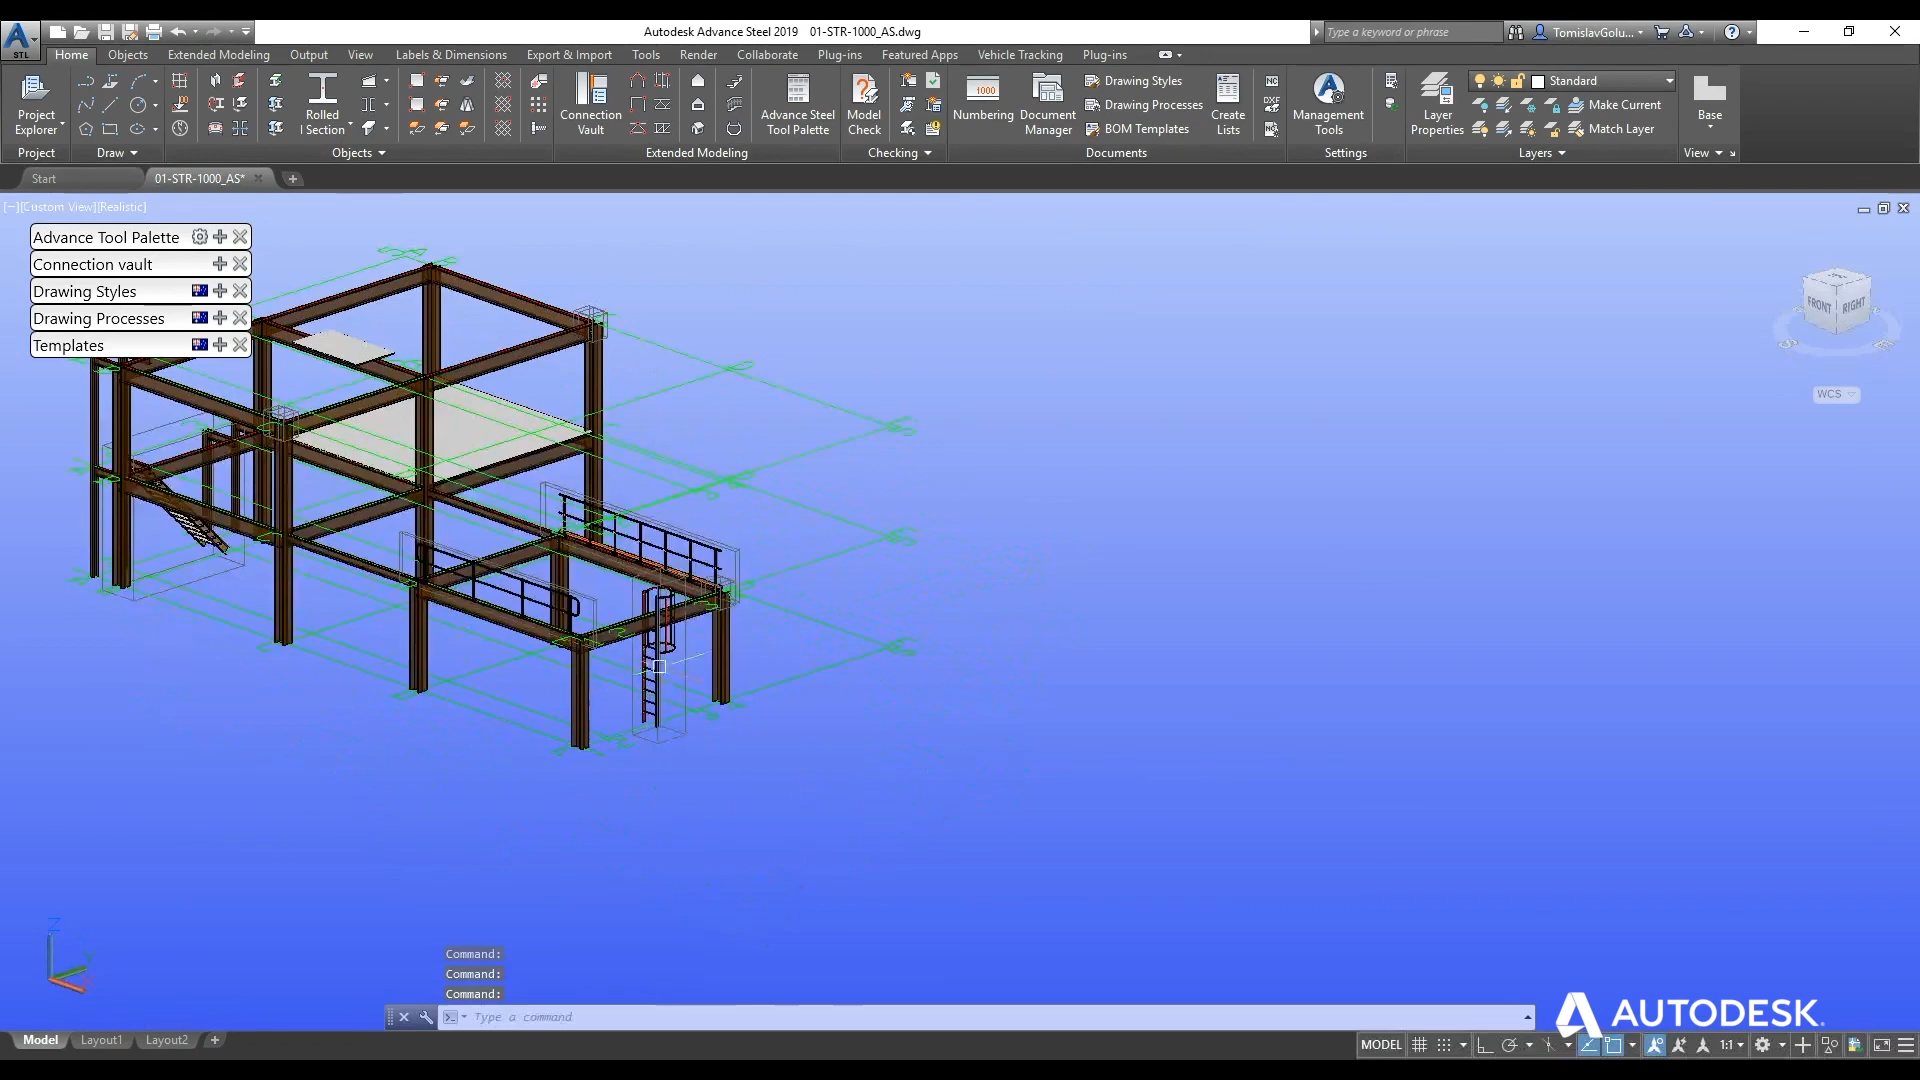 Autodesk Advance Steel 2019 01-STR-1000_AS.dwg
Type a keyword or phrase
TomislavGolu...
STL
Home Objects Extended Modeling Output View Labels & Dimensions Export & Import Tools Render Collaborate Plug-ins Featured Apps Vehicle Tracking Plug-ins
Project Explorer
Rolled I Section
Connection Vault
Advance Steel Tool Palette
Model Check
1000
Numbering
Document Manager
Drawing Styles
Drawing Processes
BOM Templates
Create Lists
NC
DXF
NC
Management Tools
Layer Properties
Standard
Make Current
Match Layer
Base
Project Draw Objects Extended Modeling Checking Documents Settings Layers View
Start 01-STR-1000_AS*
[−][Custom View][Realistic]
Advance Tool Palette
Connection vault
Drawing Styles
Drawing Processes
Templates
FRONT RIGHT
WCS
Z
Command:
Command:
Command:
Type a command
AUTODESK.
Model Layout1 Layout2
MODEL
1:1